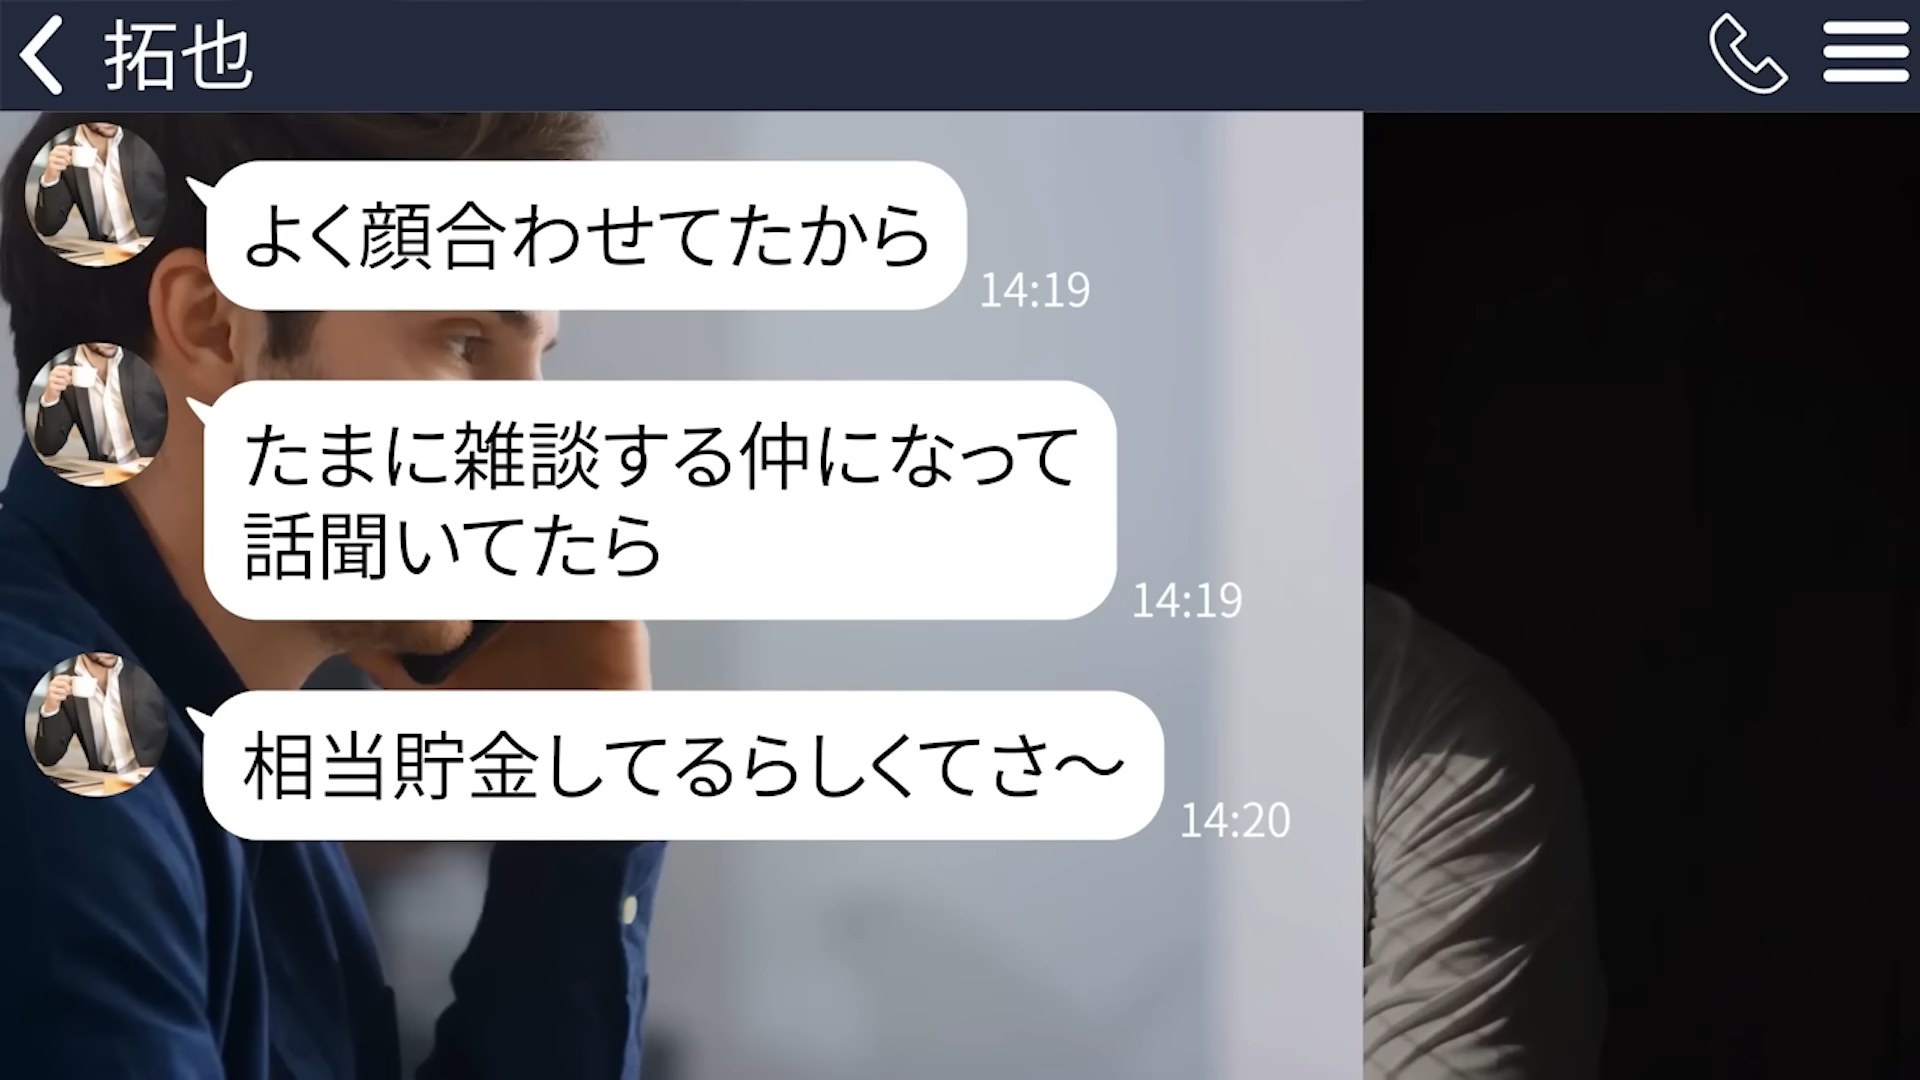 拓也
よく顔合わせてたから
14:19
たまに雑談する仲になって
話聞いてたら
14:19
相当貯金してるらしくてさ～
14:20